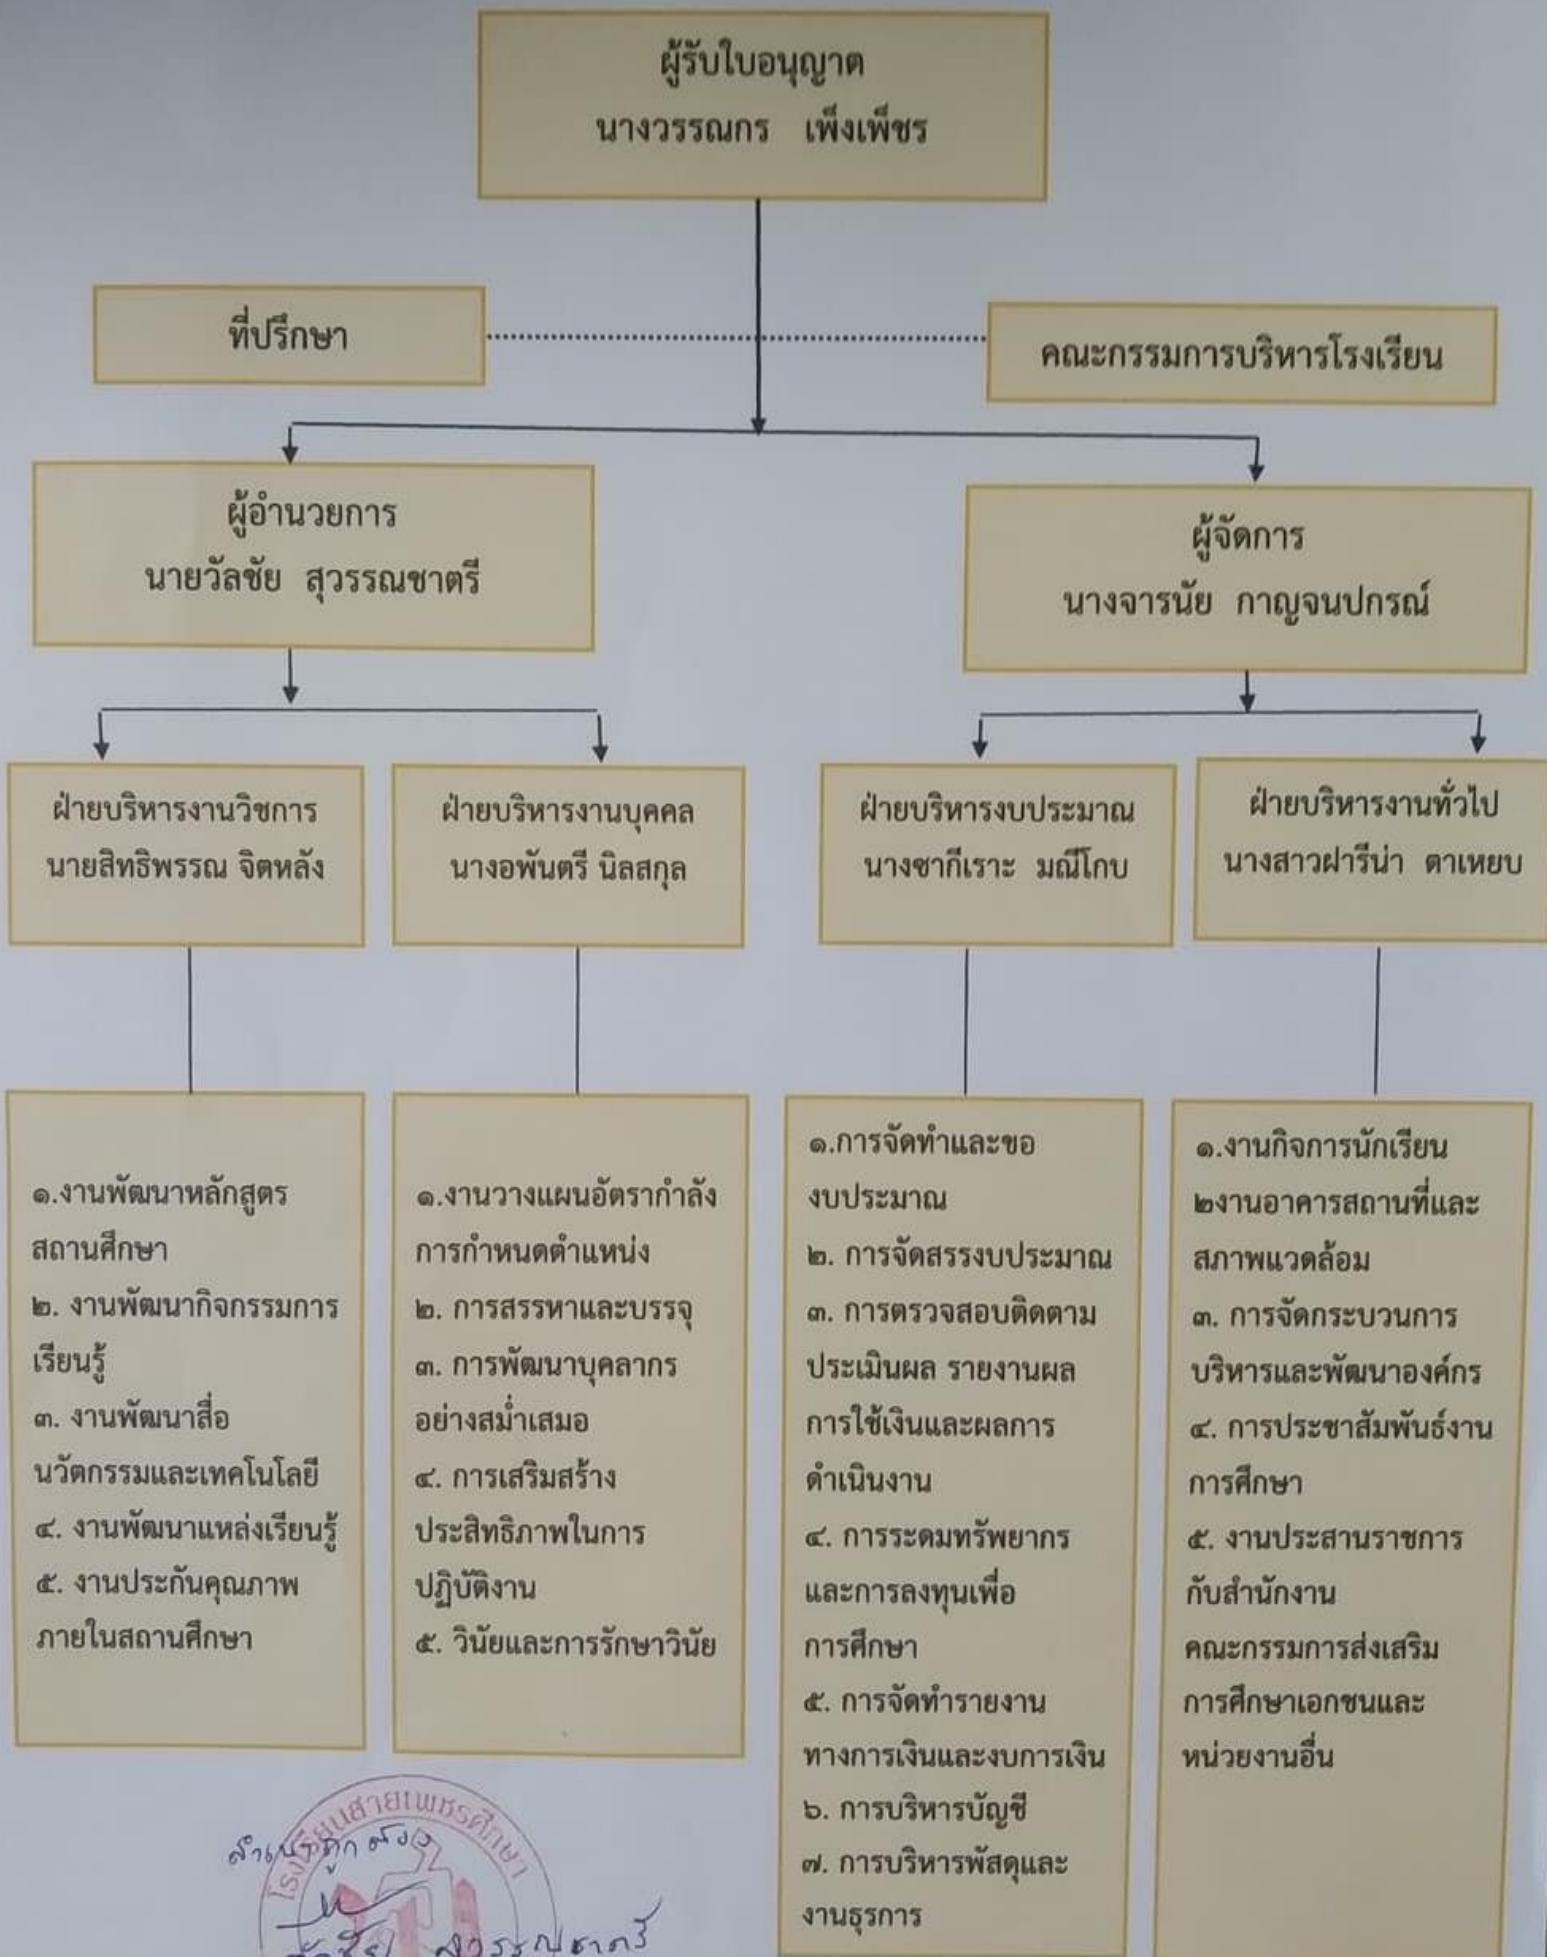 ผู้รับใบอนุญาต
นางวรรณกร เพ็งเพ็ชร
ที่ปรึกษา
คณะกรรมการบริหารโรงเรียน
ผู้อำนวยการ
นายวัลชัย สุวรรณชาตรี
ผู้จัดการ
นางจารนัย กาญจนปกรณ์
ฝ่ายบริหารงานวิชการ
นายสิทธิพรรณ จิตหลัง
ฝ่ายบริหารงานบุคคล
นางอพันตรี นิลสกุล
ฝ่ายบริหารงบประมาณ
นางซากีเราะ มณีโกบ
ฝ่ายบริหารงานทั่วไป
นางสาวฝารีน่า ตาเหยบ
๑.งานพัฒนาหลักสูตร
สถานศึกษา
๒. งานพัฒนากิจกรรมการ
เรียนรู้
๓. งานพัฒนาสื่อ
นวัตกรรมและเทคโนโลยี
๔. งานพัฒนาแหล่งเรียนรู้
๕. งานประกันคุณภาพ
ภายในสถานศึกษา
๑.งานวางแผนอัตรากำลัง
การกำหนดตำแหน่ง
๒. การสรรหาและบรรจุ
๓. การพัฒนาบุคลากร
อย่างสม่ำเสมอ
๔. การเสริมสร้าง
ประสิทธิภาพในการ
ปฏิบัติงาน
๕. วินัยและการรักษาวินัย
๑.การจัดทำและขอ
งบประมาณ
๒. การจัดสรรงบประมาณ
๓. การตรวจสอบติดตาม
ประเมินผล รายงานผล
การใช้เงินและผลการ
ดำเนินงาน
๔. การระดมทรัพยากร
และการลงทุนเพื่อ
การศึกษา
๕. การจัดทำรายงาน
ทางการเงินและงบการเงิน
๖. การบริหารบัญชี
๗. การบริหารพัสดุและ
งานธุรการ
๑.งานกิจการนักเรียน
๒งานอาคารสถานที่และ
สภาพแวดล้อม
๓. การจัดกระบวนการ
บริหารและพัฒนาองค์กร
๔. การประชาสัมพันธ์งาน
การศึกษา
๕. งานประสานราชการ
กับสำนักงาน
คณะกรรมการส่งเสริม
การศึกษาเอกชนและ
หน่วยงานอื่น
โรงเรียนสายเพชรศึกษา
สำเนาถูกต้อง
สุวรรณชาตรี